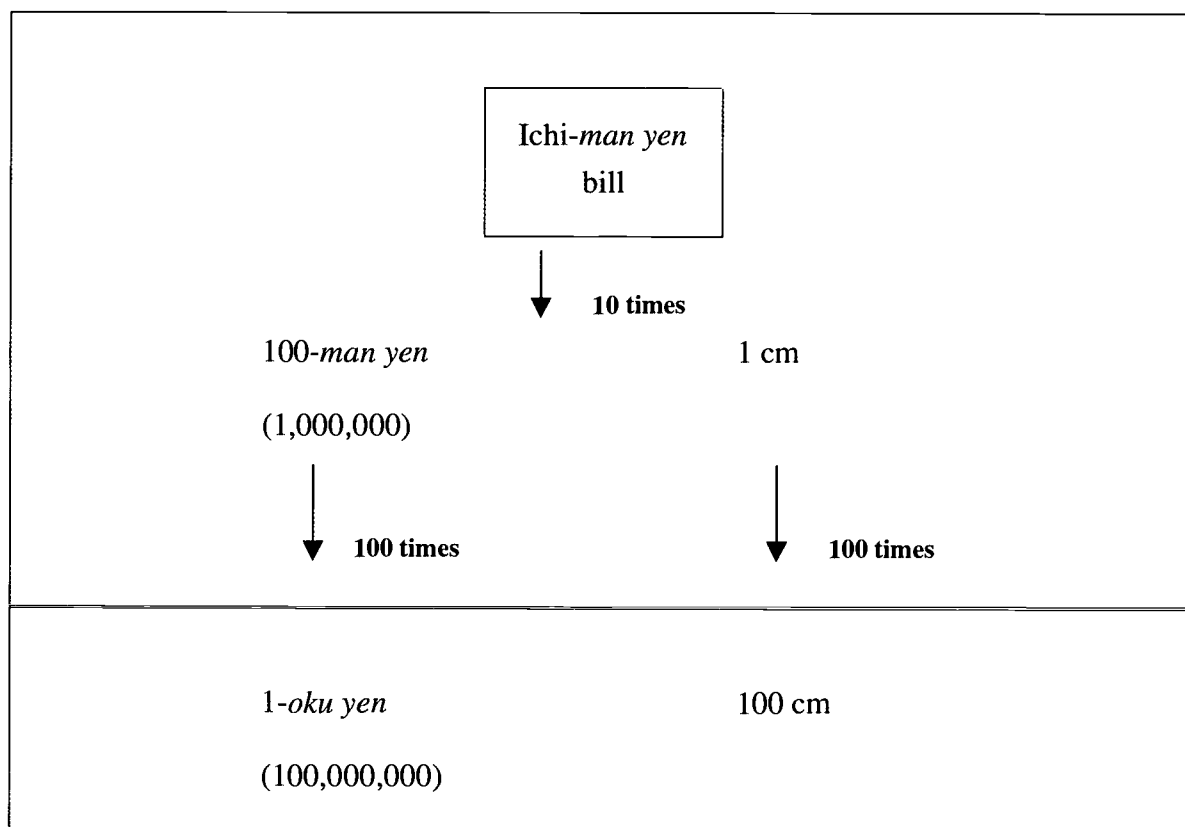 Ichi-man yen
bill
10 times
100-man yen 1 cm
(1,000,000)
100 times 100 times
1-oku yen 100 cm
(100,000,000)